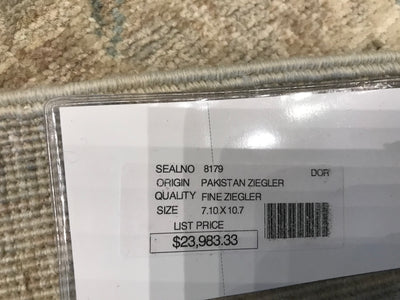 SEALNO 8179 DOR
ORIGIN PAKISTAN ZIEGLER
QUALITY FINE ZIEGLER
SIZE 7.10 X 10.7
LIST PRICE
$23,983.33